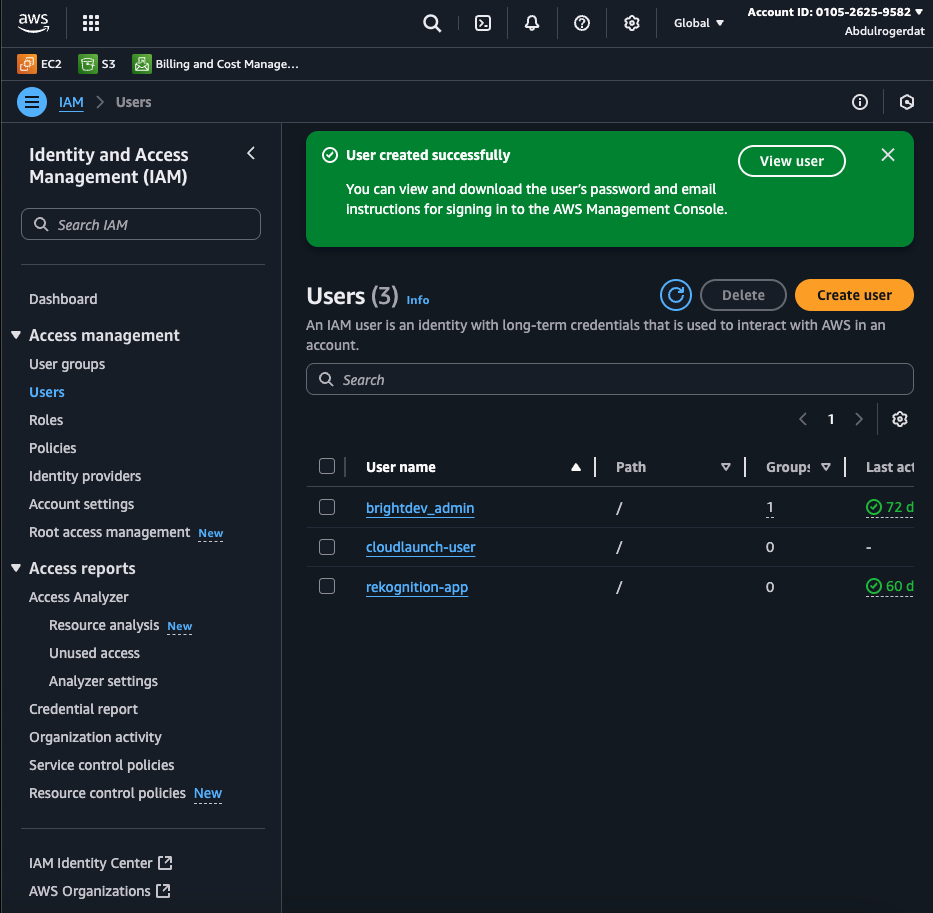 aws
Global
Account ID: 0105-2625-9582
Abdulrogerdat
EC2
S3
Billing and Cost Manage...
IAM
Users
Identity and Access
Management (IAM)
Search IAM
Dashboard
Access management
User groups
Users
Roles
Policies
Identity providers
Account settings
Root access management New
Access reports
Access Analyzer
Resource analysis New
Unused access
Analyzer settings
Credential report
Organization activity
Service control policies
Resource control policies New
IAM Identity Center
AWS Organizations
User created successfully
View user
You can view and download the user's password and email
instructions for signing in to the AWS Management Console.
Users (3) Info
Delete
Create user
An IAM user is an identity with long-term credentials that is used to interact with AWS in an
account.
Search
1
User name Path Groups Last act
brightdev_admin / 1 72 d
cloudlaunch-user / 0 -
rekognition-app / 0 60 d